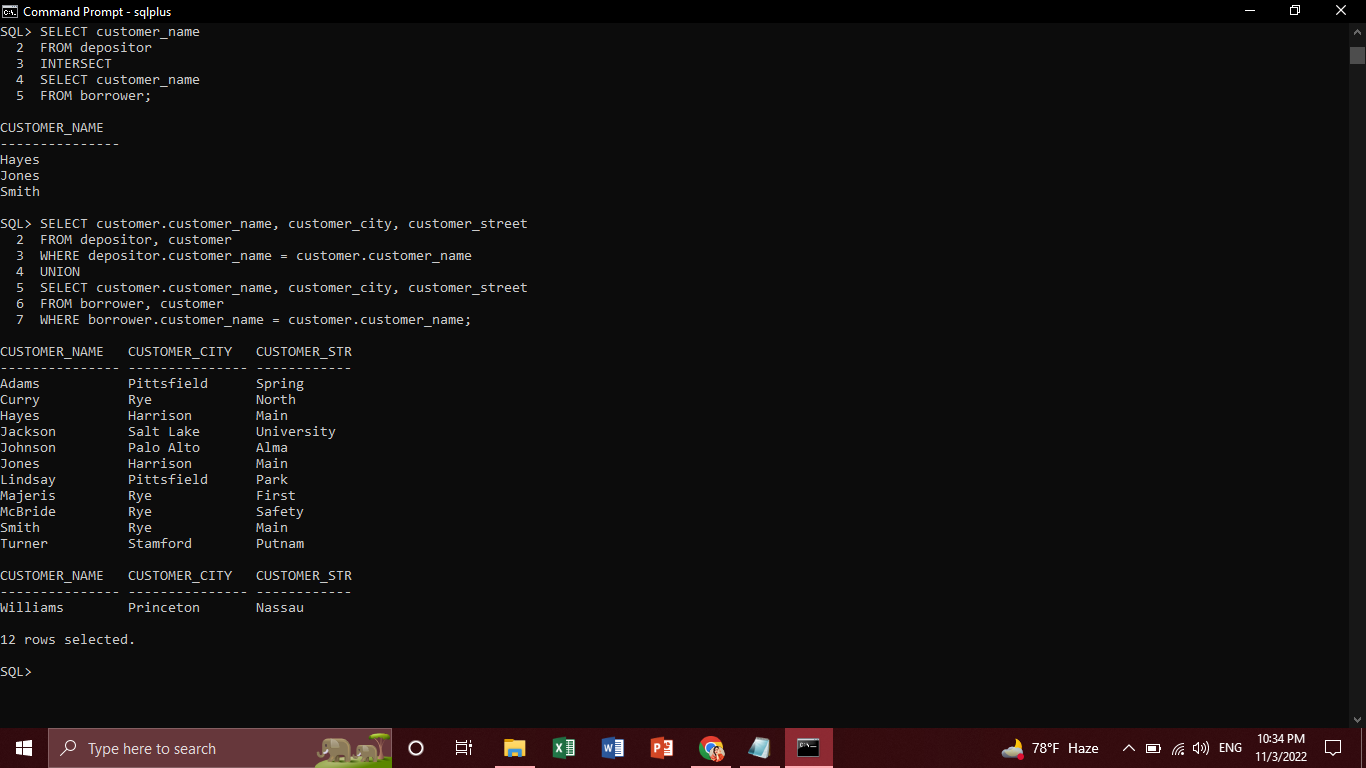 Command Prompt - sqlplus
SQL> SELECT customer_name
  2  FROM depositor
  3  INTERSECT
  4  SELECT customer_name
  5  FROM borrower;
CUSTOMER_NAME
---------------
Hayes
Jones
Smith
SQL> SELECT customer.customer_name, customer_city, customer_street
  2  FROM depositor, customer
  3  WHERE depositor.customer_name = customer.customer_name
  4  UNION
  5  SELECT customer.customer_name, customer_city, customer_street
  6  FROM borrower, customer
  7  WHERE borrower.customer_name = customer.customer_name;
CUSTOMER_NAME   CUSTOMER_CITY   CUSTOMER_STR
--------------- --------------- ------------
Adams           Pittsfield      Spring
Curry           Rye             North
Hayes           Harrison        Main
Jackson         Salt Lake       University
Johnson         Palo Alto       Alma
Jones           Harrison        Main
Lindsay         Pittsfield      Park
Majeris         Rye             First
McBride         Rye             Safety
Smith           Rye             Main
Turner          Stamford        Putnam
CUSTOMER_NAME   CUSTOMER_CITY   CUSTOMER_STR
--------------- --------------- ------------
Williams        Princeton       Nassau
12 rows selected.
SQL>
Type here to search
78°F Haze
ENG
10:34 PM
11/3/2022